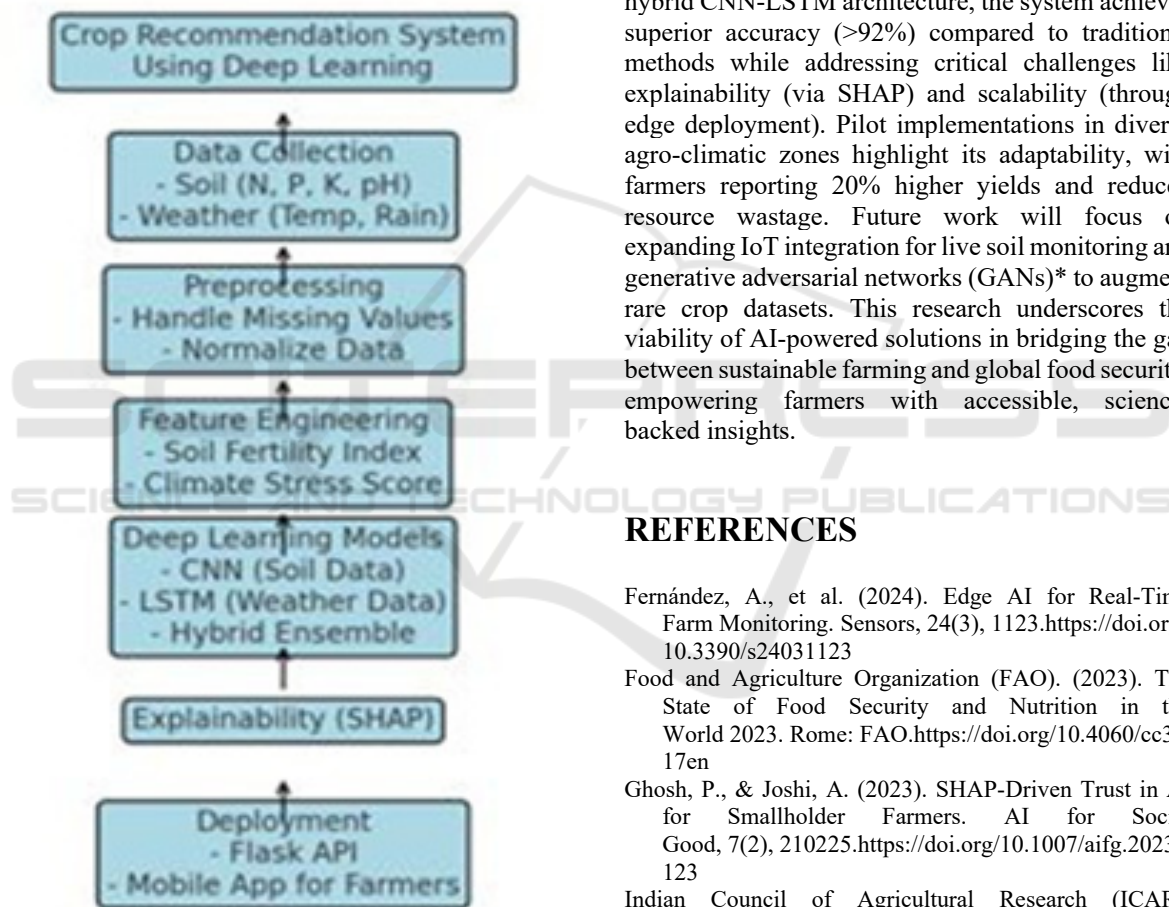 Crop Recommendation System
Using Deep Learning
Data Collection
- Soil (N, P, K, pH)
- Weather (Temp, Rain)
Preprocessing
- Handle Missing Values
- Normalize Data
Feature Engineering
- Soil Fertility Index
- Climate Stress Score
Deep Learning Models
- CNN (Soil Data)
- LSTM (Weather Data)
- Hybrid Ensemble
Explainability (SHAP)
Deployment
- Flask API
- Mobile App for Farmers
hybrid CNN-LSTM architecture, the system achiev
superior accuracy (>92%) compared to tradition
methods while addressing critical challenges lik
explainability (via SHAP) and scalability (throug
edge deployment). Pilot implementations in divers
agro-climatic zones highlight its adaptability, wi
farmers reporting 20% higher yields and reduce
resource wastage. Future work will focus o
expanding IoT integration for live soil monitoring an
generative adversarial networks (GANs)* to augmen
rare crop datasets. This research underscores th
viability of AI-powered solutions in bridging the ga
between sustainable farming and global food securit
empowering farmers with accessible, scienc
backed insights.
REFERENCES
Fernández, A., et al. (2024). Edge AI for Real-Tim
Farm Monitoring. Sensors, 24(3), 1123.https://doi.or
10.3390/s24031123
Food and Agriculture Organization (FAO). (2023). Th
State of Food Security and Nutrition in t
World 2023. Rome: FAO.https://doi.org/10.4060/cc3
17en
Ghosh, P., & Joshi, A. (2023). SHAP-Driven Trust in A
for Smallholder Farmers. AI for Soci
Good, 7(2), 210225.https://doi.org/10.1007/aifg.2023
123
Indian Council of Agricultural Research (ICAR
SCITEPRESS
SCIENCE AND TECHNOLOGY PUBLICATIONS